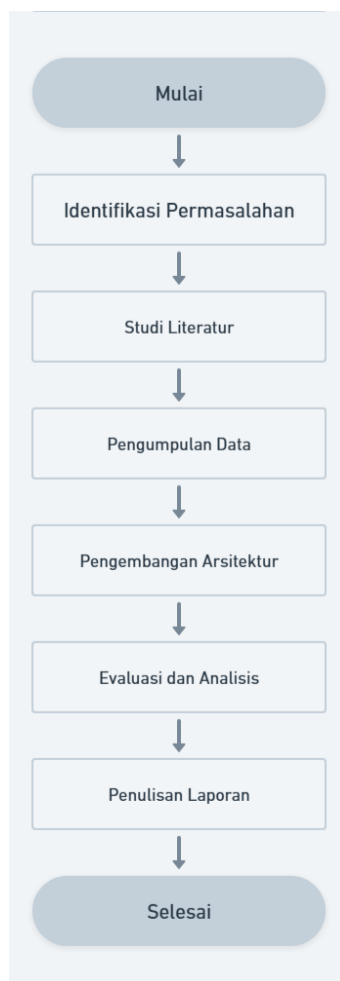 Mulai
Identifikasi Permasalahan
Studi Literatur
Pengumpulan Data
Pengembangan Arsitektur
Evaluasi dan Analisis
Penulisan Laporan
Selesai